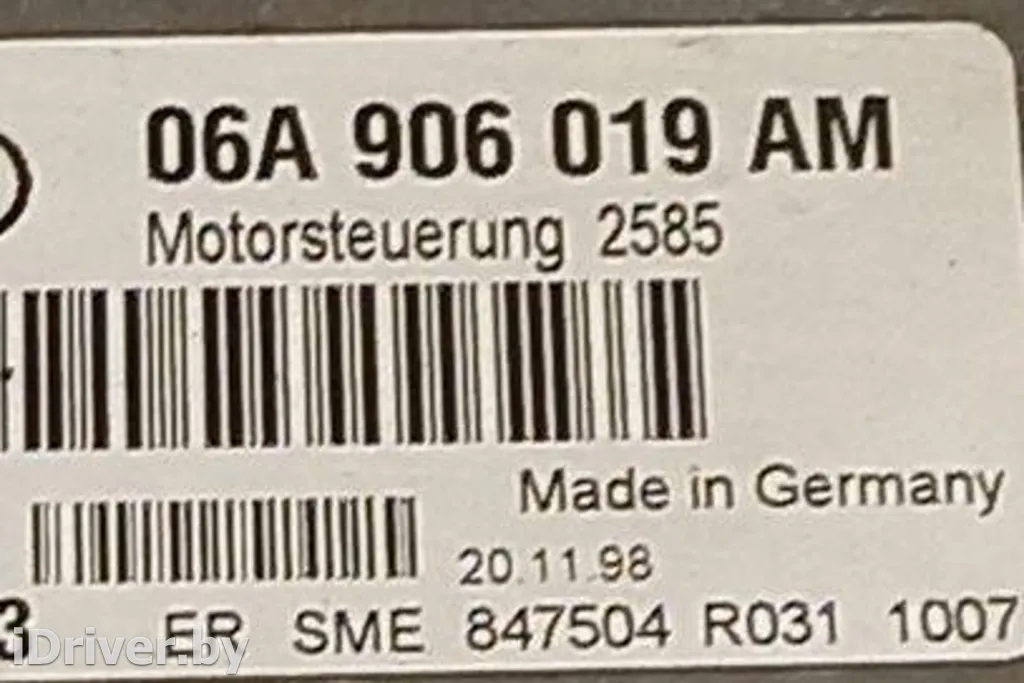 06A 906 019 AM
Motorsteuerung 2585
Made in Germany
20.11.98
3 ER SME 847504 R031 1007
iDriver.by